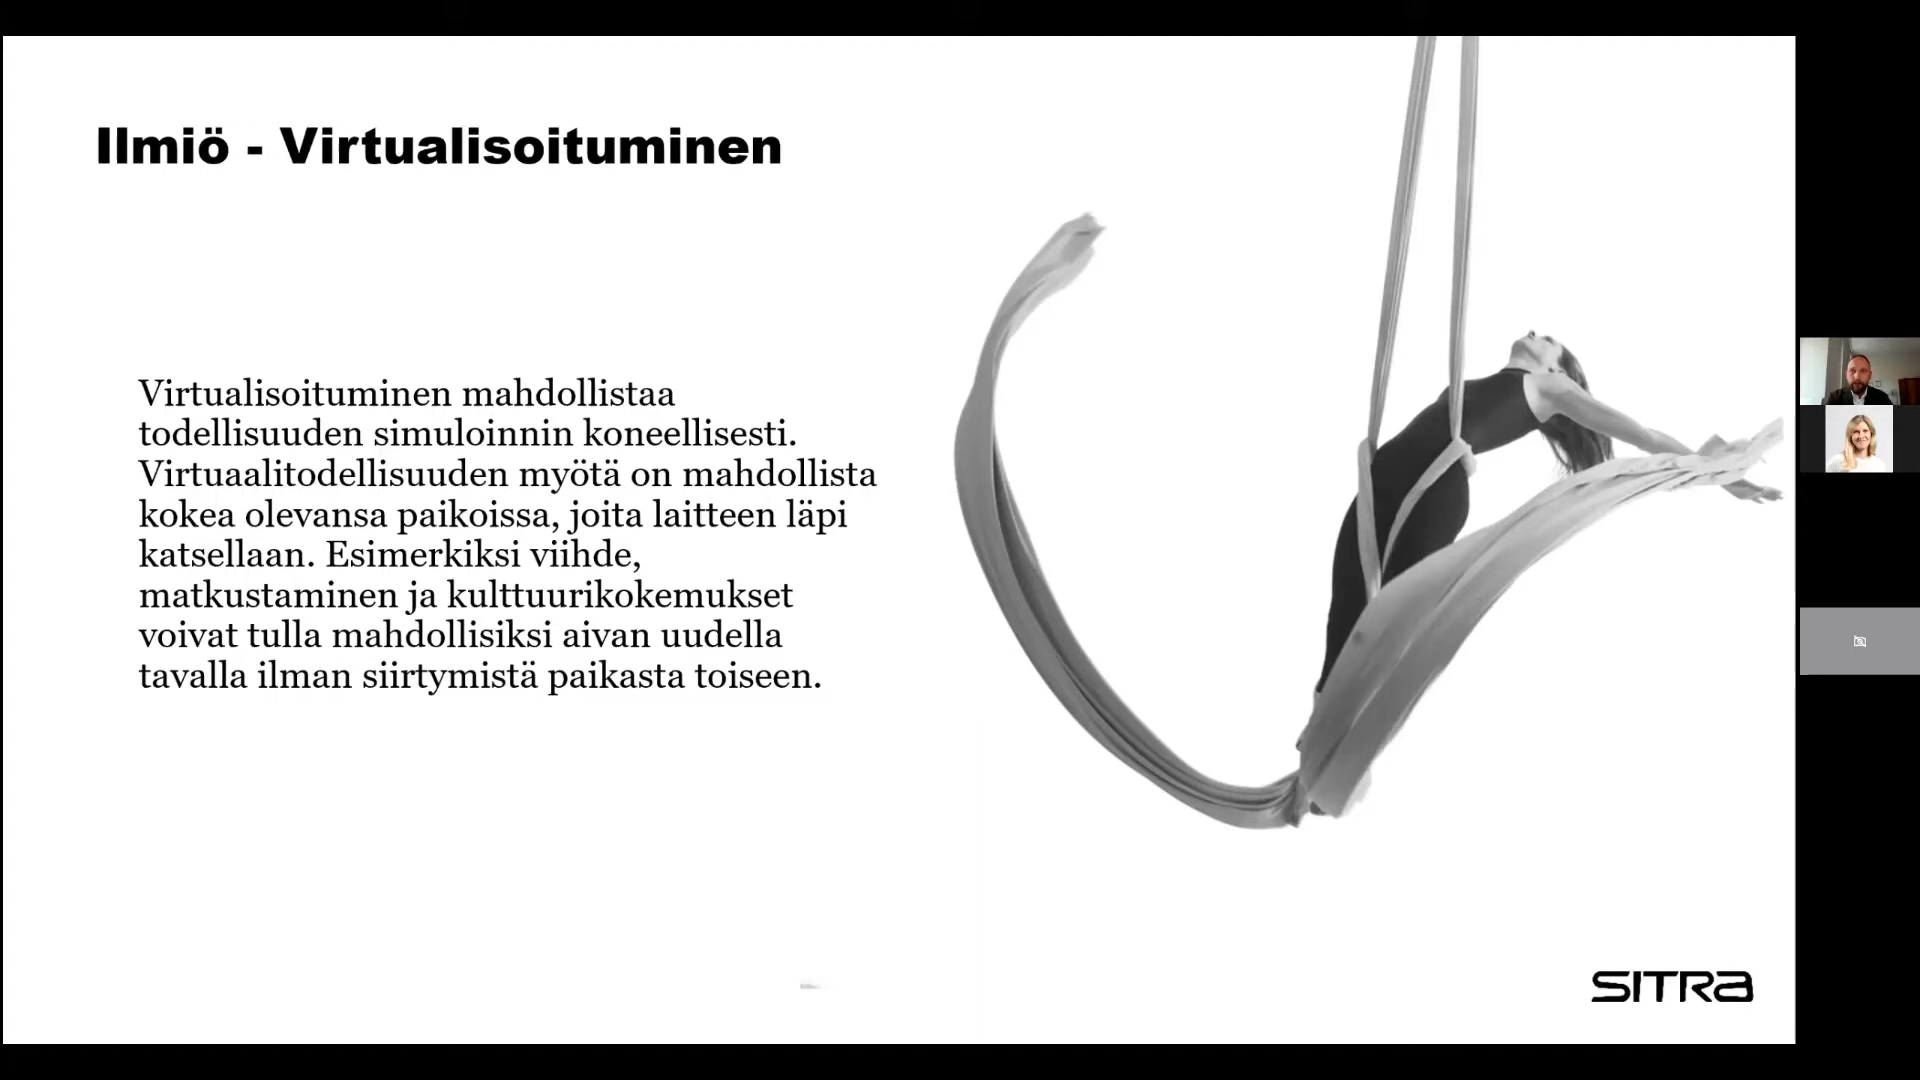 Ilmiö - Virtualisoituminen
Virtualisoituminen mahdollistaa
todellisuuden simuloinnin koneellisesti.
Virtuaalitodellisuuden myötä on mahdollista
kokea olevansa paikoissa, joita laitteen läpi
katsellaan. Esimerkiksi viihde,
matkustaminen ja kulttuurikokemukset
voivat tulla mahdollisiksi aivan uudella
tavalla ilman siirtymistä paikasta toiseen.
SITRA